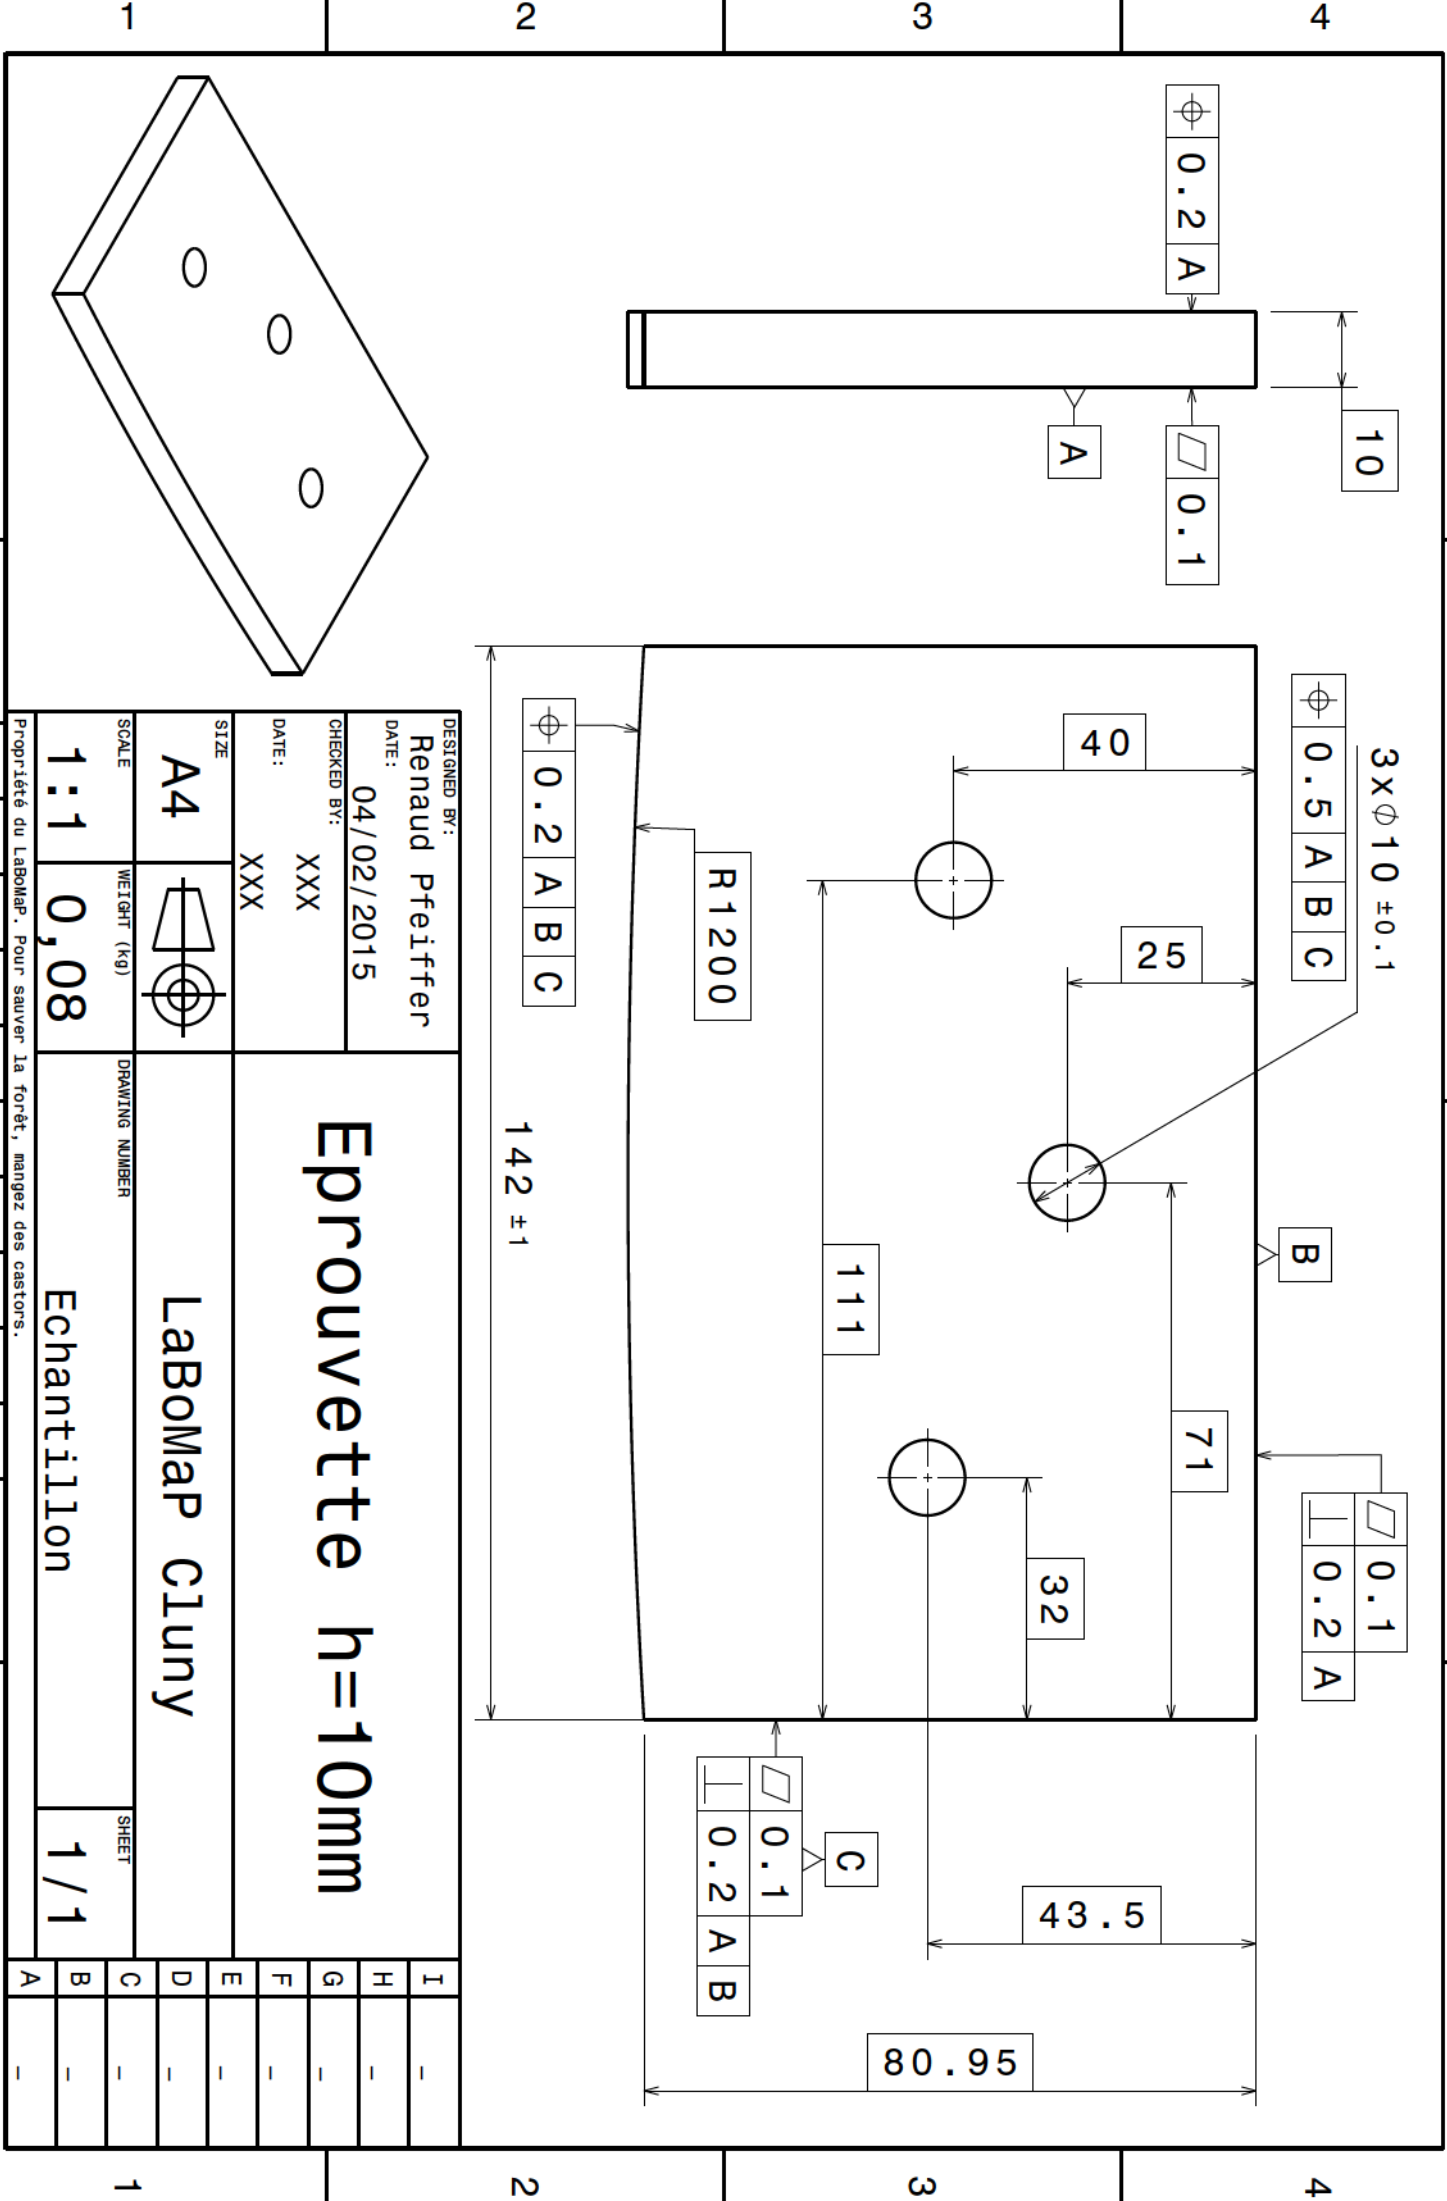 1
2
3
4
⌖ 0.2 A
10
A
⏥ 0.1
3x⌀10 ±0.1
⌖ 0.5 A B C
40
25
B
71
⏥ 0.1
⟂ 0.2 A
R1200
⌖ 0.2 A B C
111
32
142 ±1
C
⏥ 0.1
⟂ 0.2 A B
43.5
80.95
DESIGNED BY:
Renaud Pfeiffer
DATE:
04/02/2015
CHECKED BY:
XXX
DATE:
XXX
Eprouvette h=10mm
SIZE
A4
LaBoMaP Cluny
SCALE
1:1
WEIGHT (kg)
0,08
DRAWING NUMBER
Echantillon
SHEET
1/1
Propriété du LaBoMaP. Pour sauver la forêt, mangez des castors.
I -
H -
G -
F -
E -
D -
C -
B -
A -
1
2
3
4